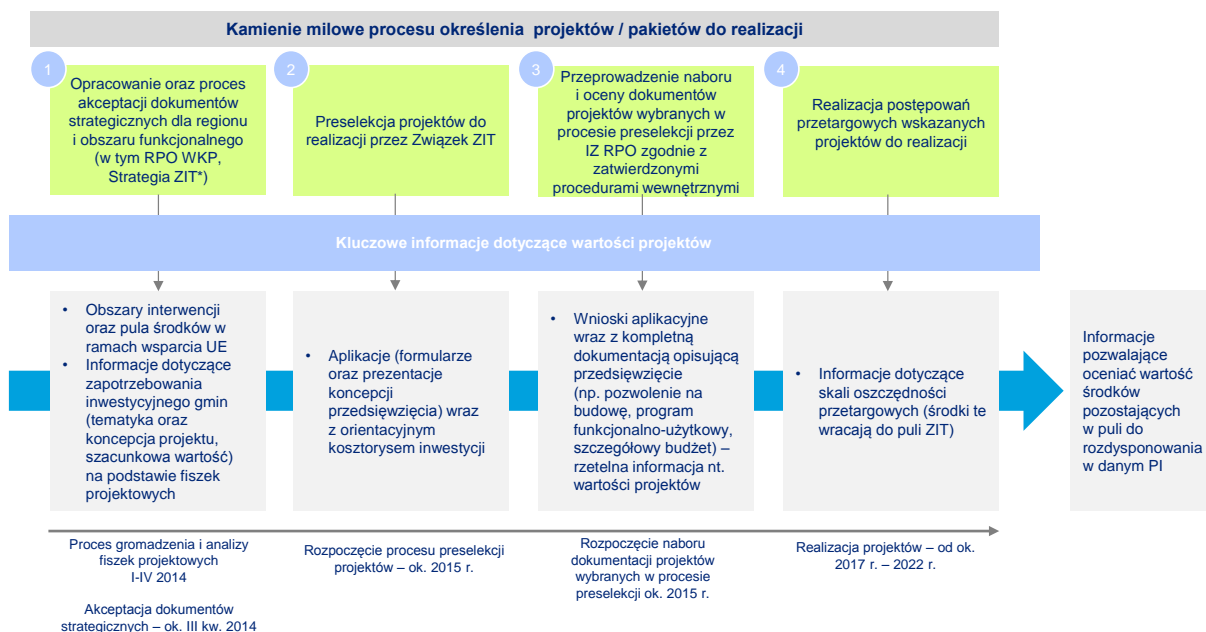 Kamienie milowe procesu określenia projektów / pakietów do realizacji
1
Opracowanie oraz proces
akceptacji dokumentów
strategicznych dla regionu
i obszaru funkcjonalnego
(w tym RPO WKP,
Strategia ZIT*)
2
Preselekcja projektów do
realizacji przez Związek ZIT
3
Przeprowadzenie naboru
i oceny dokumentów
projektów wybranych w
procesie preselekcji przez
IZ RPO zgodnie z
zatwierdzonymi
procedurami wewnętrznymi
4
Realizacja postępowań
przetargowych wskazanych
projektów do realizacji
Kluczowe informacje dotyczące wartości projektów
• Obszary interwencji
oraz pula środków w
ramach wsparcia UE
• Informacje dotyczące
zapotrzebowania
inwestycyjnego gmin
(tematyka oraz
koncepcja projektu,
szacunkowa wartość)
na podstawie fiszek
projektowych
• Aplikacje (formularze
oraz prezentacje
koncepcji
przedsięwzięcia) wraz
z orientacyjnym
kosztorysem inwestycji
• Wnioski aplikacyjne
wraz z kompletną
dokumentacją opisującą
przedsięwzięcie
(np. pozwolenie na
budowę, program
funkcjonalno-użytkowy,
szczegółowy budżet) –
rzetelna informacja nt.
wartości projektów
• Informacje dotyczące
skali oszczędności
przetargowych (środki te
wracają do puli ZIT)
Informacje
pozwalające
oceniać wartość
środków
pozostających
w puli do
rozdysponowania
w danym PI
Proces gromadzenia i analizy
fiszek projektowych
I-IV 2014
Akceptacja dokumentów
strategicznych – ok. III kw. 2014
Rozpoczęcie procesu preselekcji
projektów – ok. 2015 r.
Rozpoczęcie naboru
dokumentacji projektów
wybranych w procesie
preselekcji ok. 2015 r.
Realizacja projektów – od ok.
2017 r. – 2022 r.